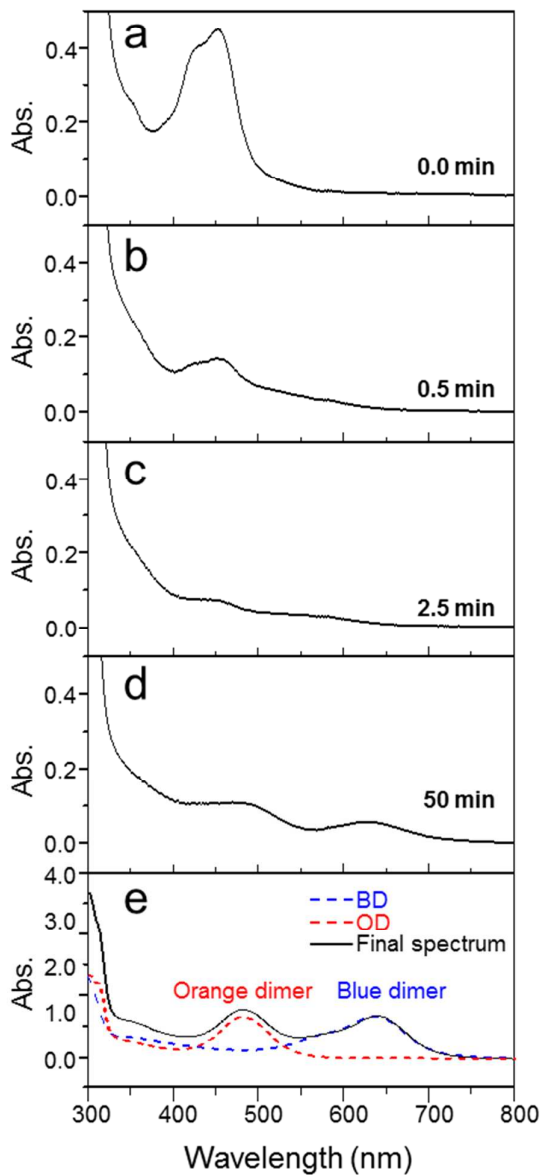 a
Abs.
0.4
0.2
0.0
0.0 min
b
Abs.
0.4
0.2
0.0
0.5 min
c
Abs.
0.4
0.2
0.0
2.5 min
d
Abs.
0.4
0.2
0.0
50 min
e
Abs.
4.0
3.0
2.0
1.0
0.0
BD
OD
Final spectrum
Orange dimer
Blue dimer
300 400 500 600 700 800
Wavelength (nm)